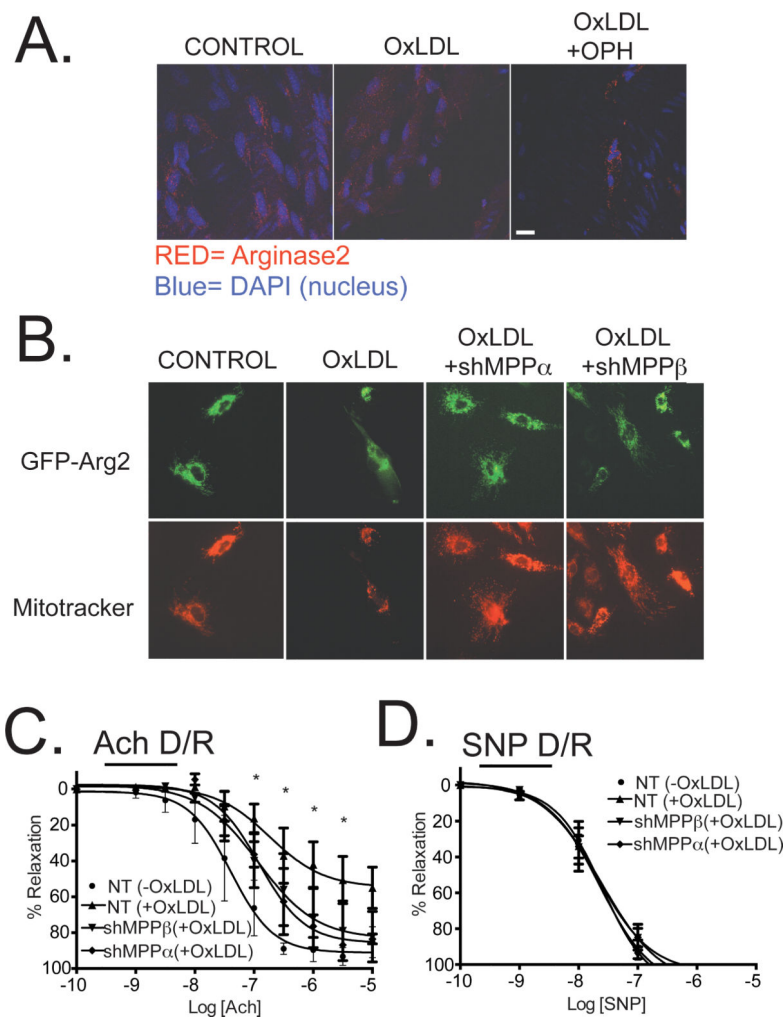 A.
CONTROL
OxLDL
OxLDL
+OPH
RED= Arginase2
Blue= DAPI (nucleus)
B.
CONTROL
OxLDL
OxLDL
+shMPPα
OxLDL
+shMPPβ
GFP-Arg2
Mitotracker
C.
Ach D/R
* * * *
0
20
40
60
80
100
% Relaxation
NT (-OxLDL)
NT (+OxLDL)
shMPPβ(+OxLDL)
shMPPα(+OxLDL)
-10 -9 -8 -7 -6 -5
Log [Ach]
D.
SNP D/R
0
20
40
60
80
100
% Relaxation
NT (-OxLDL)
NT (+OxLDL)
shMPPβ(+OxLDL)
shMPPα(+OxLDL)
-10 -9 -8 -7 -6 -5
Log [SNP]